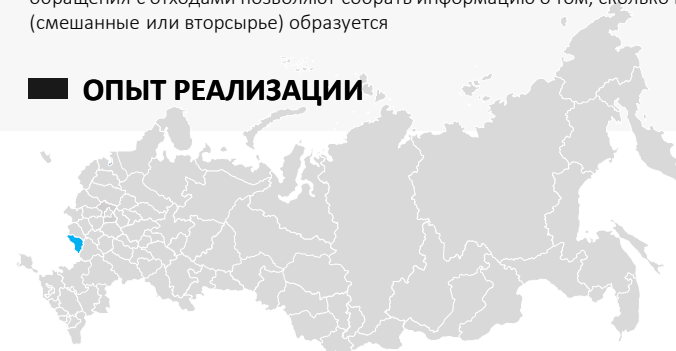 обращения с отходами позволяют собрать информацию о том, сколько
(смешанные или вторсырье) образуется
ОПЫТ РЕАЛИЗАЦИИ